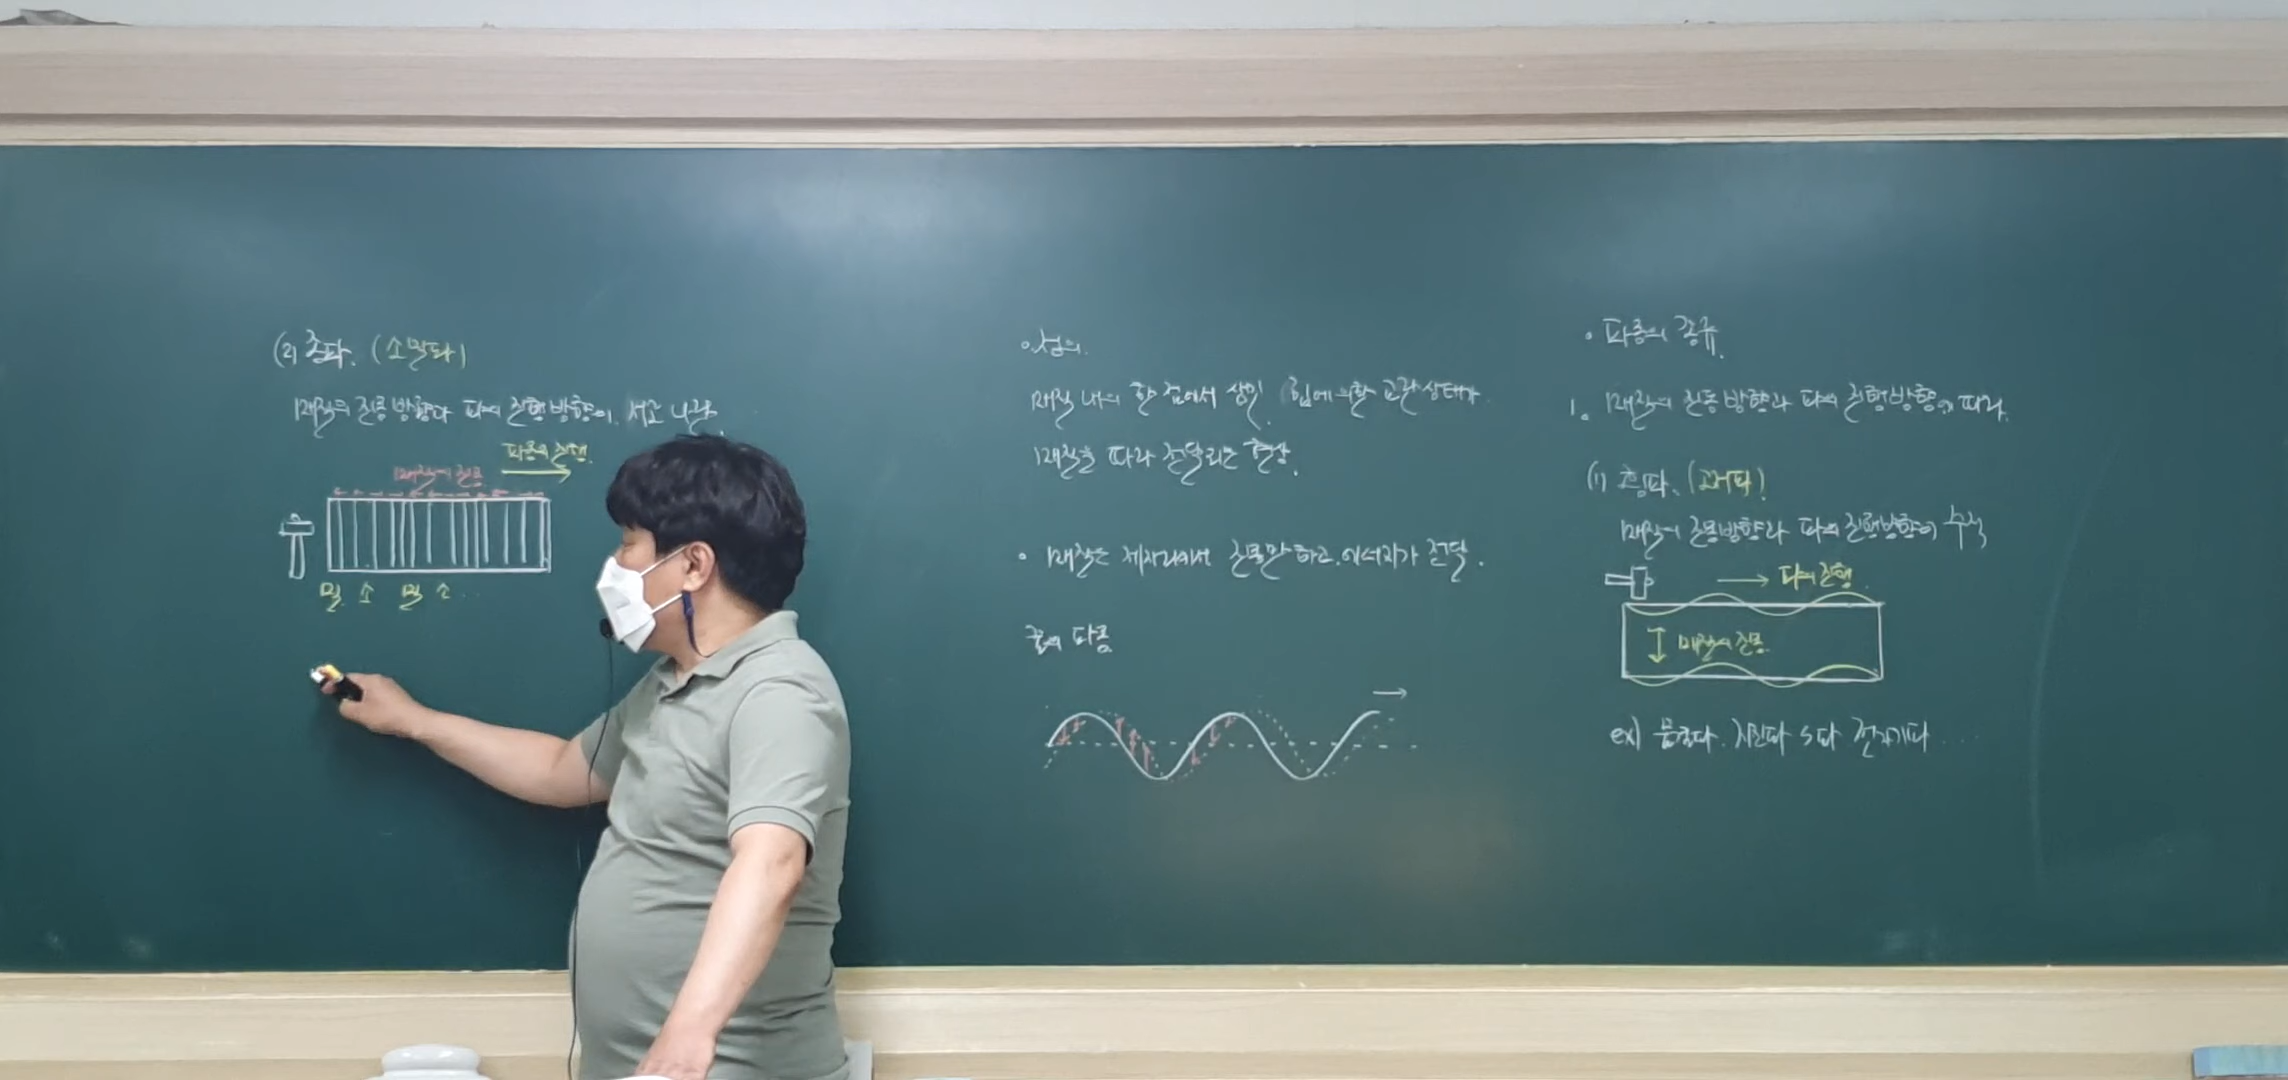 (2) 종파. (소밀파)
매질의 진동방향과 파의 진행방향이 서로 나란.
파동의 진행.
매질의 진동
밀 소 밀 소 ...
◦ 정의.
매질 내의 한 점에서 생긴 힘에 의한 교란상태가
매질을 따라 전달되는 현상.
◦ 매질은 제자리에서 진동만 하고, 에너지가 전달.
파동
◦ 파동의 종류.
1. 매질의 진동방향과 파의 진행방향에 따라.
(1) 횡파. (고저파)
매질의 진동방향과 파의 진행방향이 수직
파의 진행.
매질의 진동.
ex) 물결파. 지진파 S파 전자기파 ....